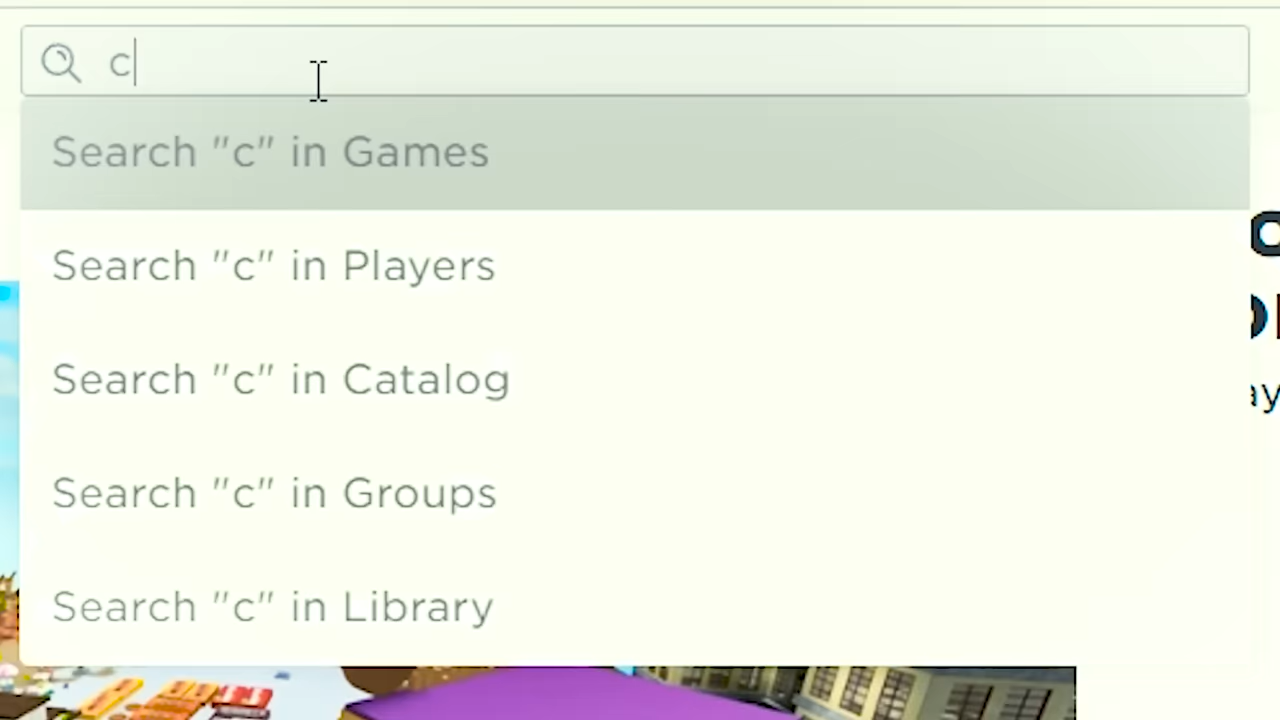 c
Search "c" in Games
Search "c" in Players
Search "c" in Catalog
Search "c" in Groups
Search "c" in Library